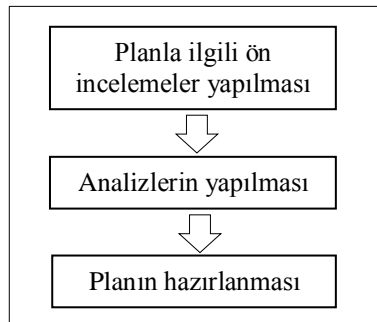 Planla ilgili ön
incelemeler yapılması
Analizlerin yapılması
Planın hazırlanması